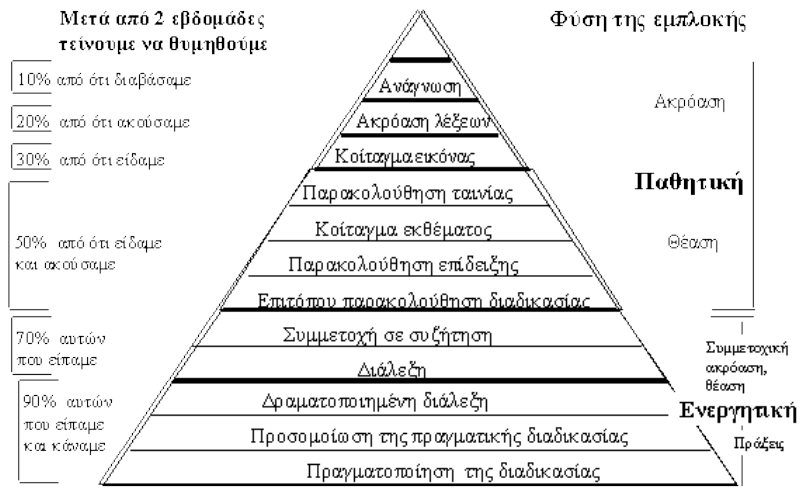 Μετά από 2 εβδομάδες
τείνουμε να θυμηθούμε
Φύση της εμπλοκής
10% από ότι διαβάσαμε
20% από ότι ακούσαμε
30% από ότι είδαμε
50% από ότι είδαμε
και ακούσαμε
70% αυτών
που είπαμε
90% αυτών
που είπαμε
και κάναμε
Ανάγνωση
Ακρόαση λέξεων
Κοίταγμα εικόνας
Παρακολούθηση ταινίας
Κοίταγμα εκθέματος
Παρακολούθηση επίδειξης
Επιτόπου παρακολούθηση διαδικασίας
Συμμετοχή σε συζήτηση
Διάλεξη
Δραματοποιημένη διάλεξη
Προσομοίωση της πραγματικής διαδικασίας
Πραγματοποίηση της διαδικασίας
Ακρόαση
Παθητική
Θέαση
Συμμετοχική
ακρόαση,
θέαση
Ενεργητική
Πράξεις